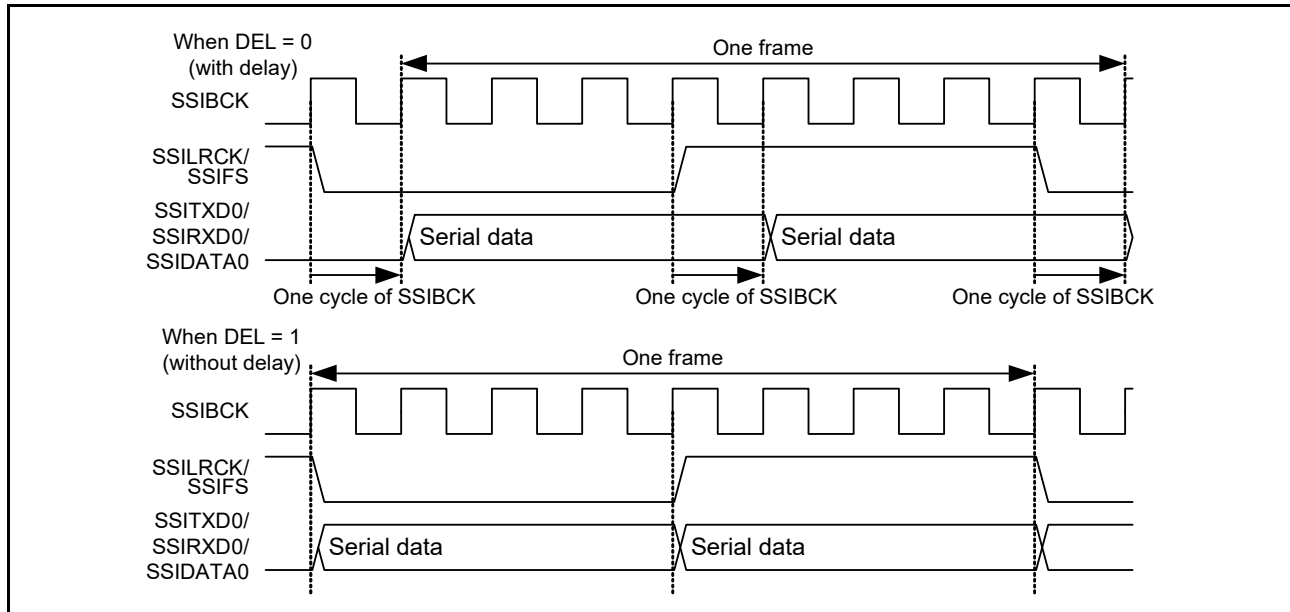 When DEL = 0
(with delay)
One frame
SSIBCK
SSILRCK/
SSIFS
SSITXD0/
SSIRXD0/
SSIDATA0
Serial data
Serial data
One cycle of SSIBCK
One cycle of SSIBCK
One cycle of SSIBCK
When DEL = 1
(without delay)
One frame
SSIBCK
SSILRCK/
SSIFS
SSITXD0/
SSIRXD0/
SSIDATA0
Serial data
Serial data